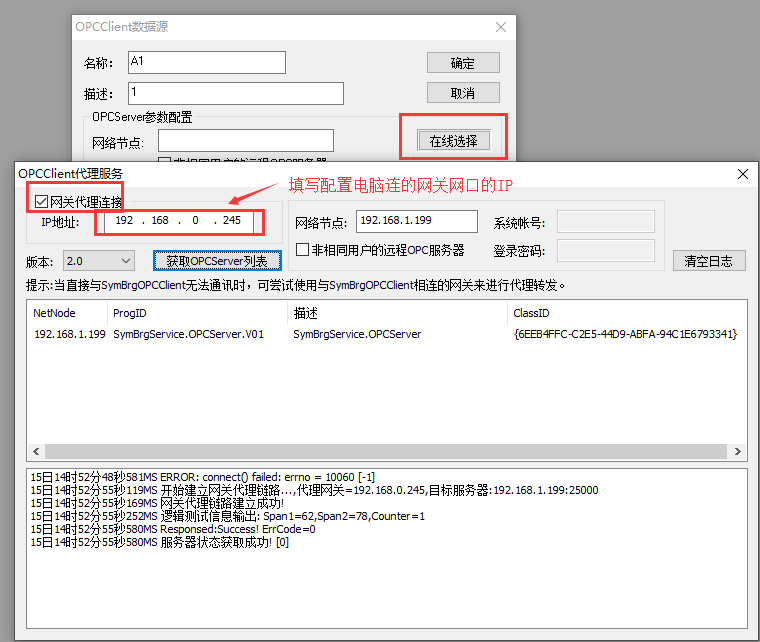 OPCClient数据源
名称： A1 确定
描述： 1 取消
OPCServer参数配置
网络节点: 在线选择
OPCClient代理服务
网关代理连接
填写配置电脑连的网关网口的IP
IP地址: 192 . 168 . 0 . 245
网络节点: 192.168.1.199 系统帐号:
非相同用户的远程OPC服务器 登录密码:
版本: 2.0 获取OPCServer列表 清空日志
提示:当直接与SymBrgOPCClient无法通讯时，可尝试使用与SymBrgOPCClient相连的网关来进行代理转发。
NetNode ProgID 描述 ClassID
192.168.1.199 SymBrgService.OPCServer.V01 SymBrgService.OPCServer {6EEB4FFC-C2E5-44D9-ABFA-94C1E6793341}
15日14时52分48秒581MS ERROR: connect() failed: errno = 10060 [-1]
15日14时52分55秒119MS 开始建立网关代理链路...,代理网关=192.168.0.245,目标服务器:192.168.1.199:25000
15日14时52分55秒169MS 网关代理链路建立成功!
15日14时52分55秒252MS 逻辑测试信息输出: Span1=62,Span2=78,Counter=1
15日14时52分55秒580MS Responsed:Success! ErrCode=0
15日14时52分55秒580MS 服务器状态获取成功! [0]